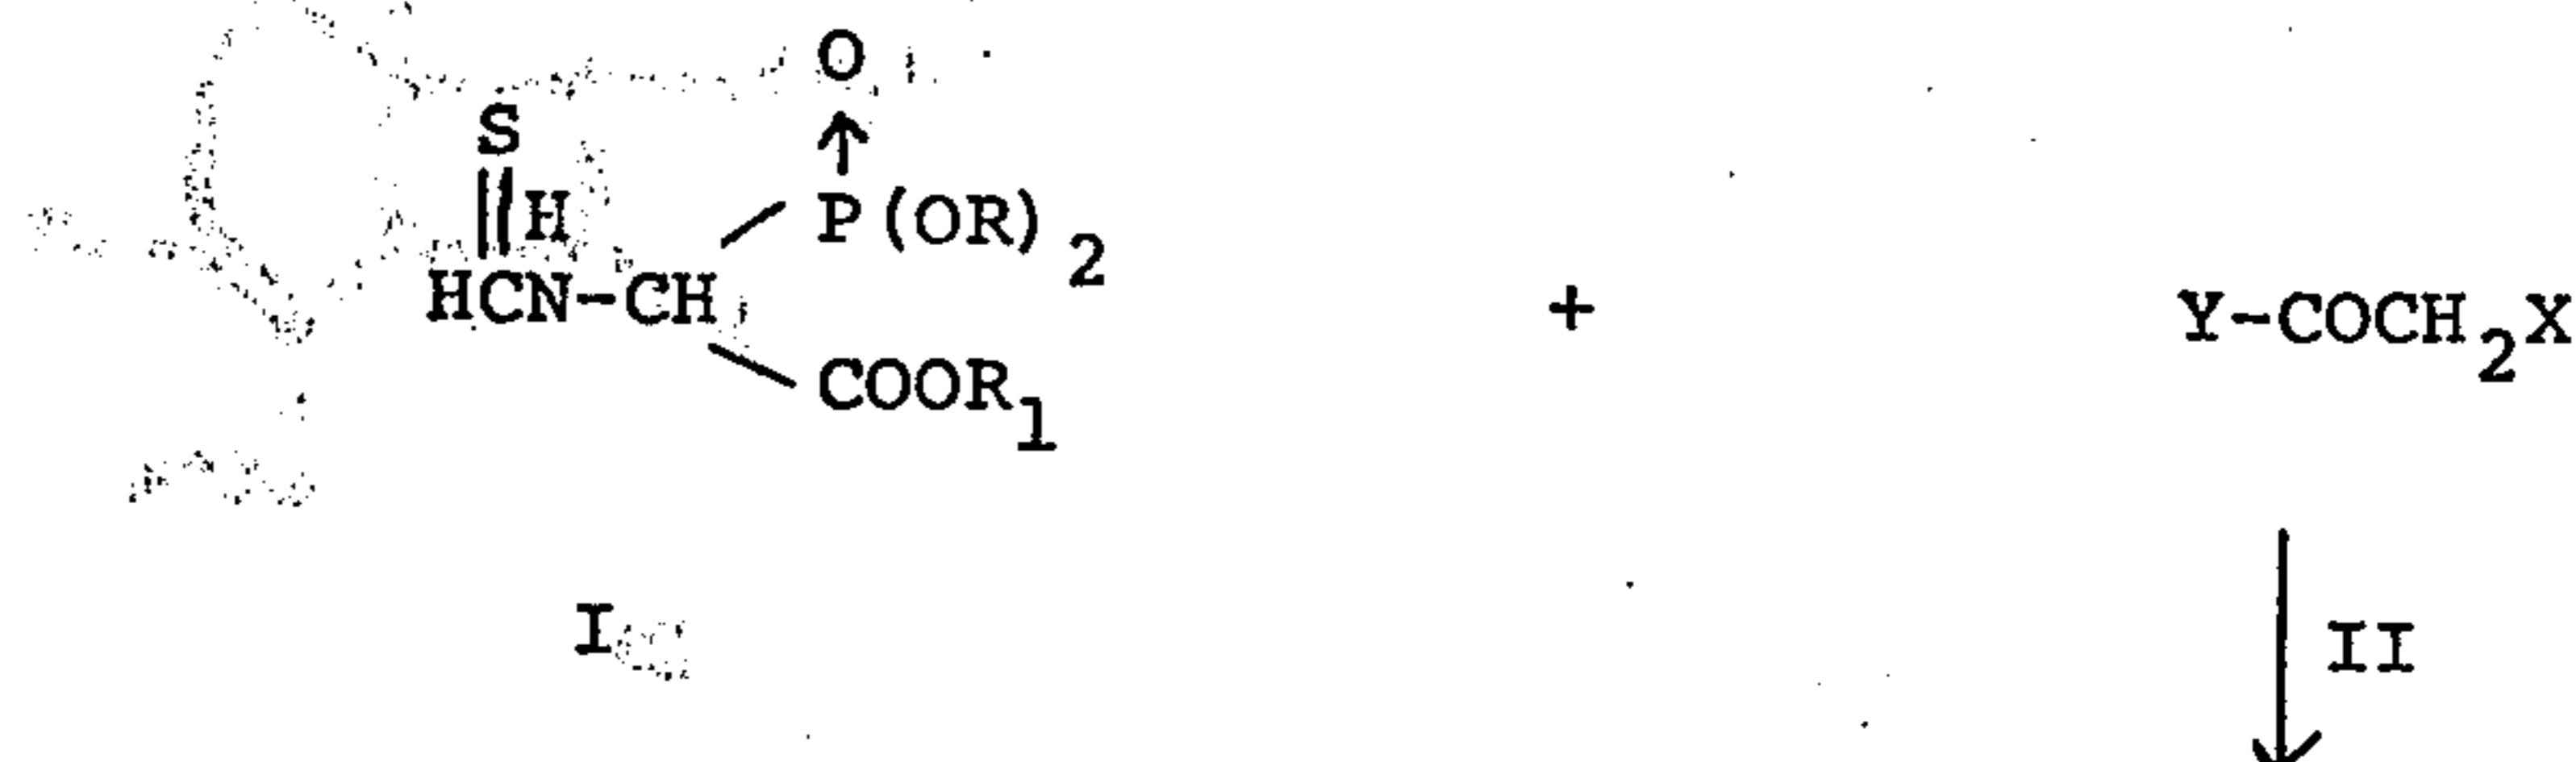 O
↑
S
H P(OR)2
HCN-CH + Y-COCH2X
COOR1
I II